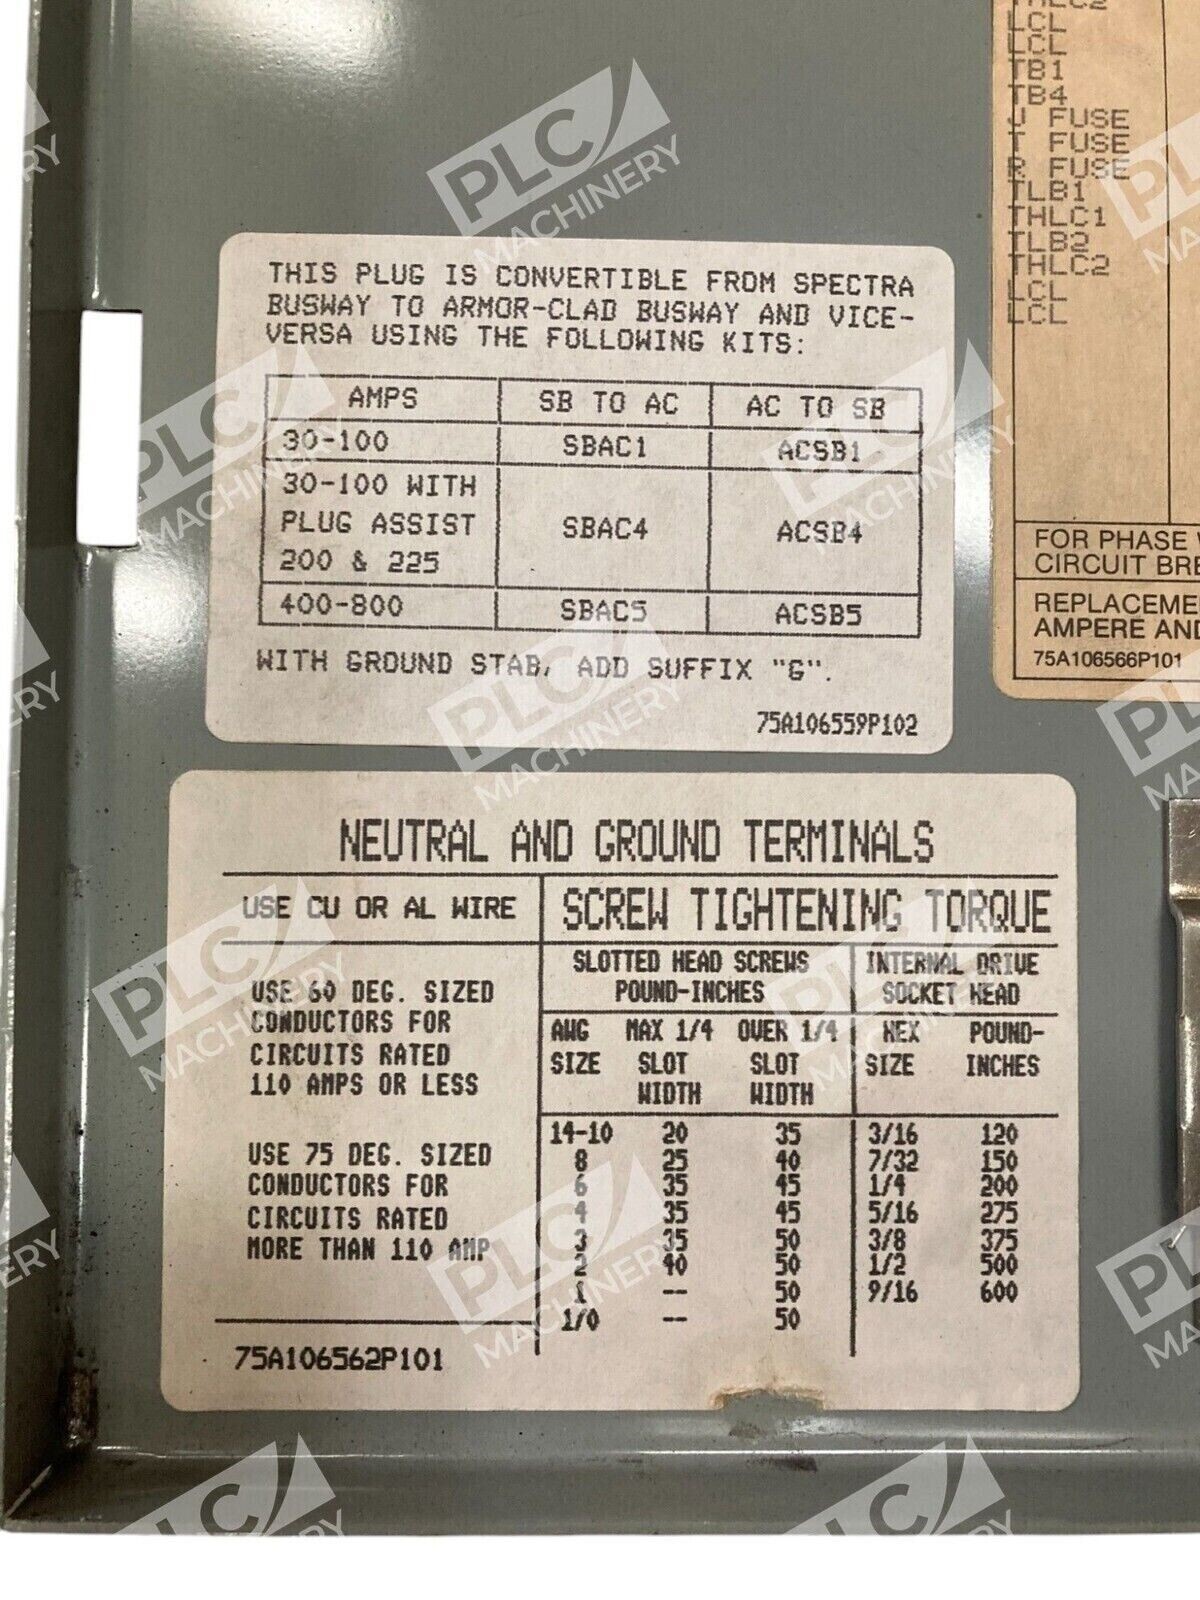 THLC2
LCL
LCL
TB1
TB4
J FUSE
T FUSE
R FUSE
TLB1
THLC1
TLB2
THLC2
LCL
LCL
FOR PHASE
CIRCUIT BRE
REPLACEME
AMPERE AND
75A106566P101
THIS PLUG IS CONVERTIBLE FROM SPECTRA
BUSWAY TO ARMOR-CLAD BUSWAY AND VICE-
VERSA USING THE FOLLOWING KITS:
AMPS SB TO AC AC TO SB
30-100 SBAC1 ACSB1
30-100 WITH
PLUG ASSIST SBAC4 ACSB4
200 & 225
400-800 SBAC5 ACSB5
WITH GROUND STAB, ADD SUFFIX "G".
75A106559P102
NEUTRAL AND GROUND TERMINALS
USE CU OR AL WIRE
USE 60 DEG. SIZED
CONDUCTORS FOR
CIRCUITS RATED
110 AMPS OR LESS
USE 75 DEG. SIZED
CONDUCTORS FOR
CIRCUITS RATED
MORE THAN 110 AMP
75A106562P101
SCREW TIGHTENING TORQUE
SLOTTED HEAD SCREWS INTERNAL DRIVE
POUND-INCHES SOCKET HEAD
AWG MAX 1/4 OVER 1/4 HEX POUND-
SIZE SLOT SLOT SIZE INCHES
WIDTH WIDTH
14-10 20 35 3/16 120
8 25 40 7/32 150
6 35 45 1/4 200
4 35 45 5/16 275
3 35 50 3/8 375
2 40 50 1/2 500
1 -- 50 9/16 600
1/0 -- 50
PLC
MACHINERY